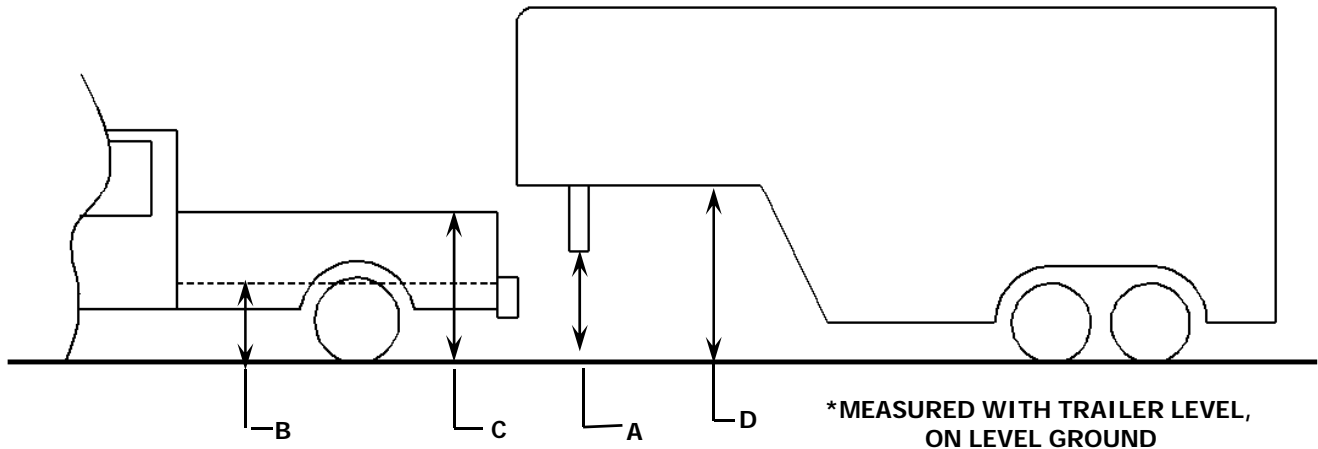 B
C
A
D
*MEASURED WITH TRAILER LEVEL,
ON LEVEL GROUND